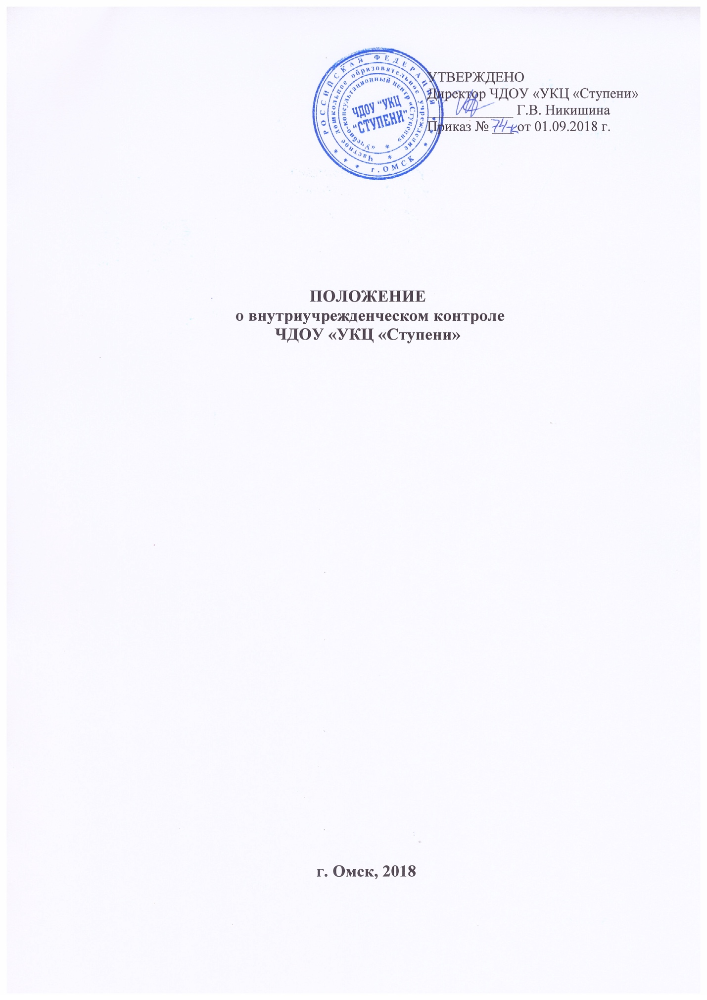 РОССИЙСКАЯ ФЕДЕРАЦИЯ * * * г.ОМСК * * *
Частное дошкольное образовательное учреждение *
«Учебно-консультационный центр «Ступени» *
ЧДОУ "УКЦ
"СТУПЕНИ"
УТВЕРЖДЕНО
Директор ЧДОУ «УКЦ «Ступени»
____________ Г.В. Никишина
Приказ № 74-к от 01.09.2018 г.
ПОЛОЖЕНИЕ
о внутриучрежденческом контроле
ЧДОУ «УКЦ «Ступени»
г. Омск, 2018